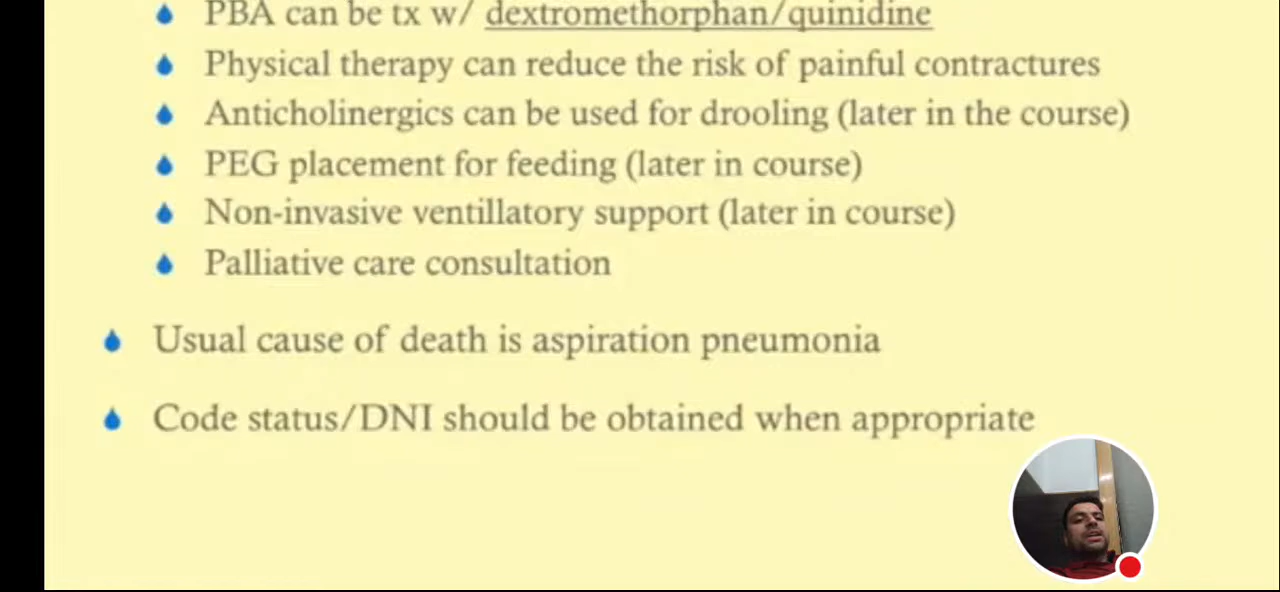 PBA can be tx w/ dextromethorphan/quinidine
Physical therapy can reduce the risk of painful contractures
Anticholinergics can be used for drooling (later in the course)
PEG placement for feeding (later in course)
Non-invasive ventillatory support (later in course)
Palliative care consultation
Usual cause of death is aspiration pneumonia
Code status/DNI should be obtained when appropriate